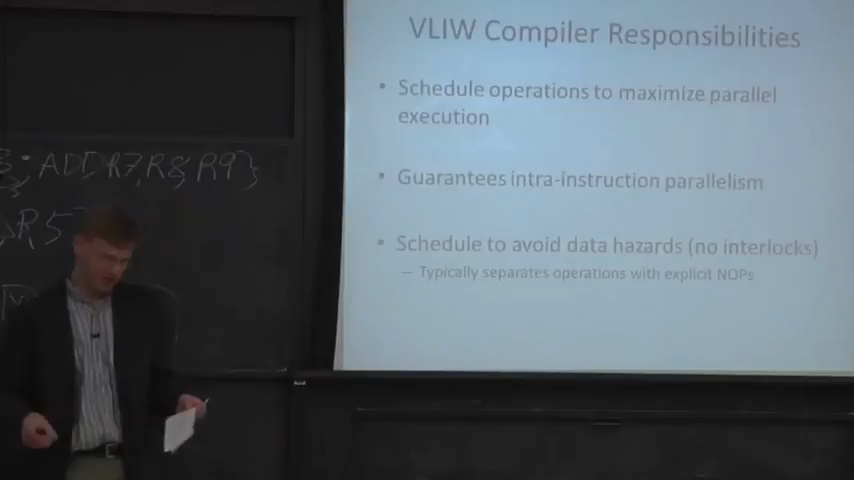 VLIW Compiler Responsibilities
• Schedule operations to maximize parallel
execution
• Guarantees intra-instruction parallelism
• Schedule to avoid data hazards (no interlocks)
– Typically separates operations with explicit NOPs
; ADD R7, R8, R9}
R5